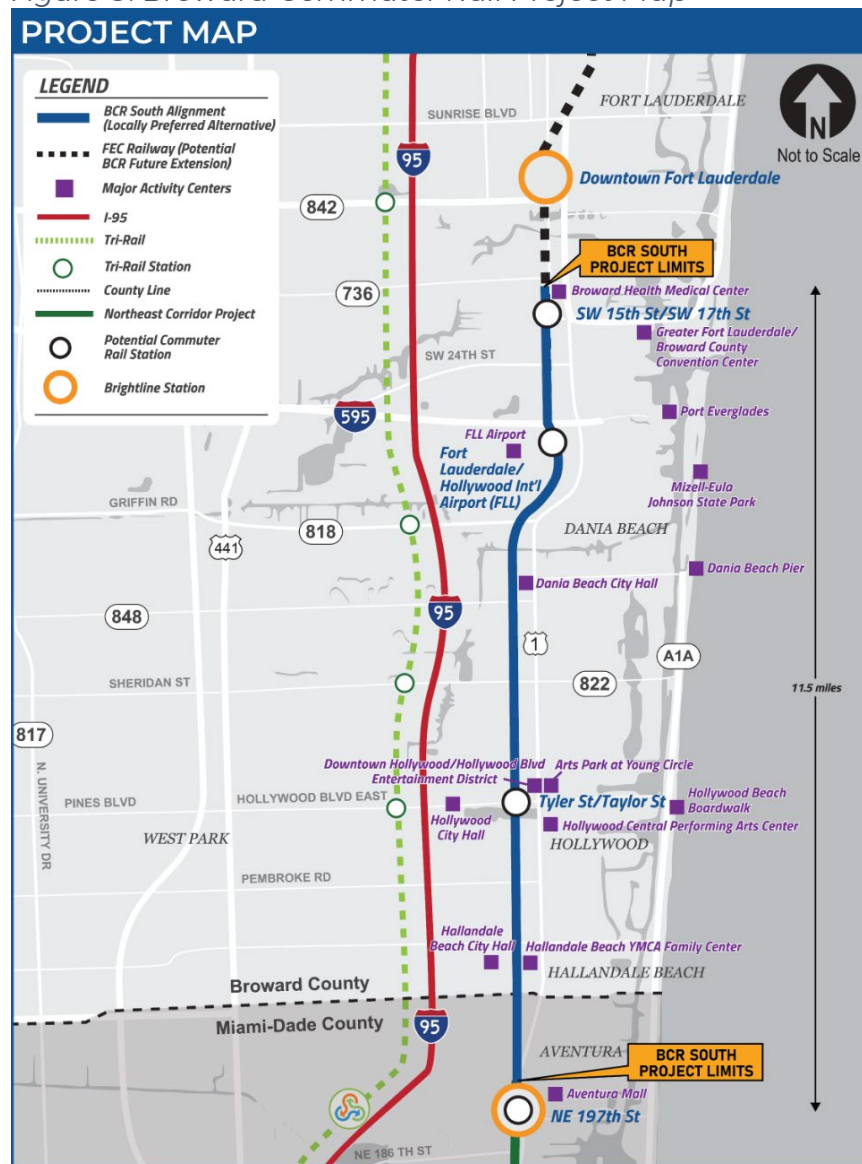 Figure 3. Broward Commuter Rail Project Map
PROJECT MAP
LEGEND
BCR South Alignment
(Locally Preferred Alternative)
FEC Railway (Potential
BCR Future Extension)
Major Activity Centers
I-95
Tri-Rail
Tri-Rail Station
County Line
Northeast Corridor Project
Potential Commuter
Rail Station
Brightline Station
N
Not to Scale
FORT LAUDERDALE
SUNRISE BLVD
95
Downtown Fort Lauderdale
842
BCR SOUTH
PROJECT LIMITS
736
Broward Health Medical Center
SW 15th St/SW 17th St
Greater Fort Lauderdale/
Broward County
Convention Center
SW 24TH ST
595
Port Everglades
FLL Airport
Fort
Lauderdale/
Hollywood Int'l
Airport (FLL)
Mizell-Eula
Johnson State Park
GRIFFIN RD
818
DANIA BEACH
441
Dania Beach Pier
Dania Beach City Hall
848
95
1
A1A
SHERIDAN ST
822
11.5 miles
817
N. UNIVERSITY DR
Downtown Hollywood/Hollywood Blvd
Entertainment District
Arts Park at Young Circle
PINES BLVD
HOLLYWOOD BLVD EAST
Tyler St/Taylor St
Hollywood Beach
Boardwalk
Hollywood
City Hall
Hollywood Central Performing Arts Center
WEST PARK
HOLLYWOOD
PEMBROKE RD
Hallandale
Beach City Hall
Hallandale Beach YMCA Family Center
HALLANDALE BEACH
Broward County
Miami-Dade County
95
AVENTURA
BCR SOUTH
PROJECT LIMITS
Aventura Mall
NE 197th St
NE 186 TH ST